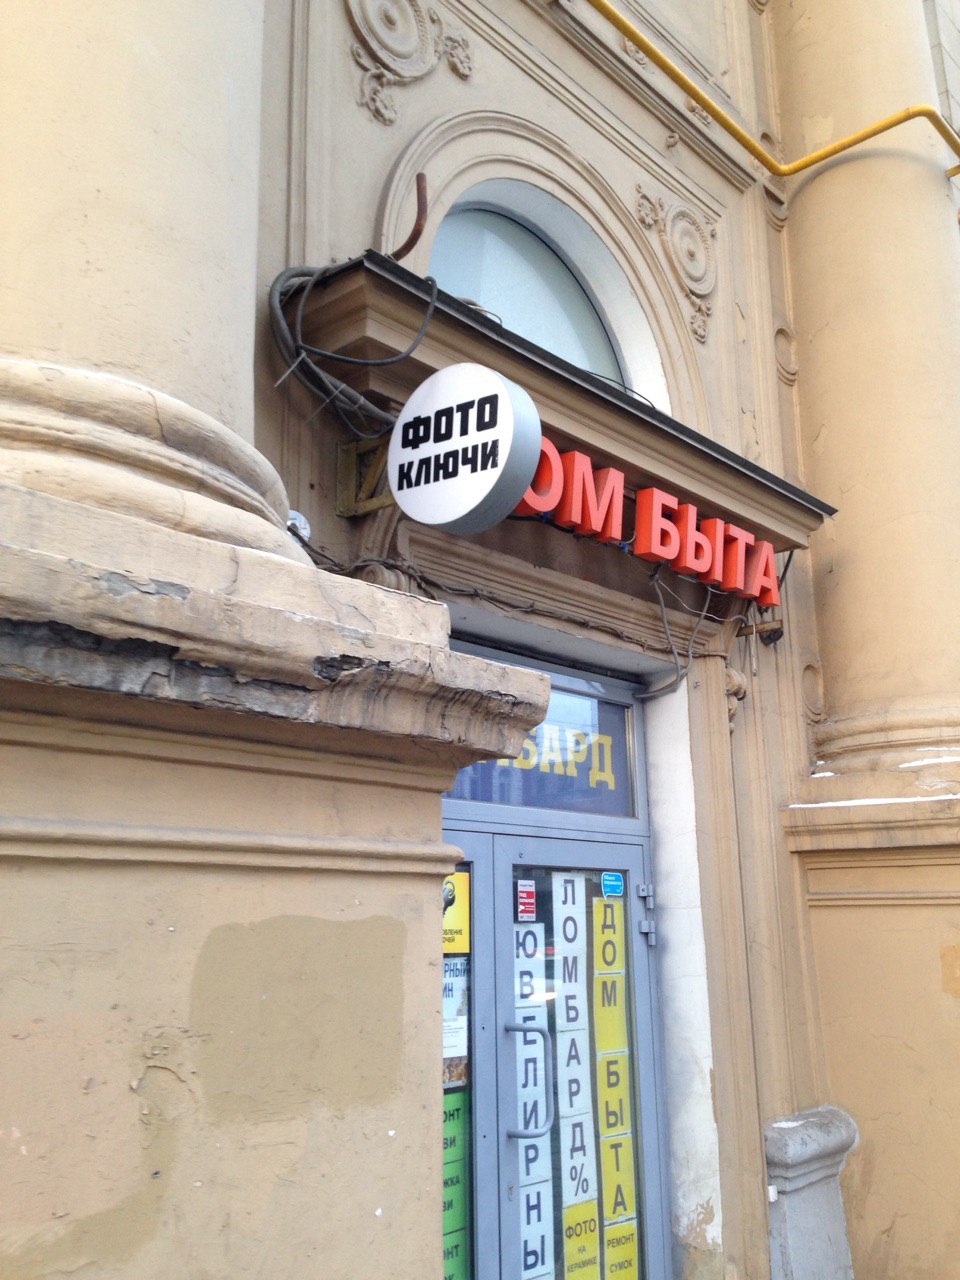 ФОТО
КЛЮЧИ
ОМ БЫТА
БАРД
ЮВЕЛИРНЫ
ЛОМБАРД%
ДОМ БЫТА
ФОТО
НА
КЕРАМИКЕ
РЕМОНТ
СУМОК